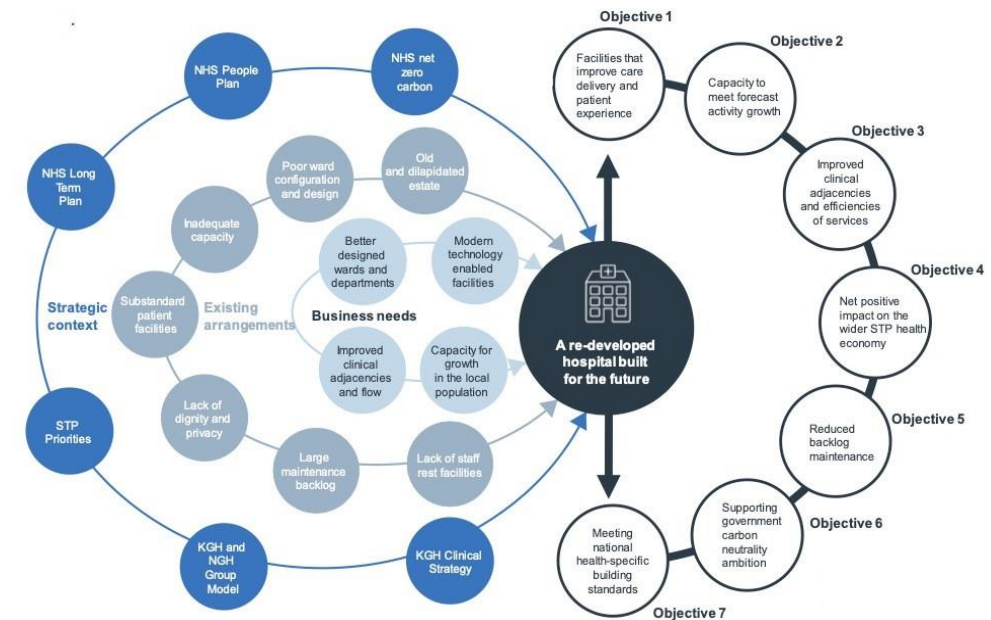 NHS People
Plan
NHS net
zero
carbon
NHS Long
Term
Plan
Strategic
context
STP
Priorities
KGH and
NGH
Group
Model
KGH Clinical
Strategy
Old
and dilapidated
estate
Poor ward
configuration
and design
Inadequate
capacity
Substandard
patient
facilities
Existing
arrangements
Lack of
dignity and
privacy
Large
maintenance
backlog
Lack of staff
rest facilities
Better
designed
wards and
departments
Modern
technology
enabled
facilities
Business needs
Improved
clinical
adjacencies
and flow
Capacity for
growth
in the local
population
A re-developed
hospital built
for the future
Objective 1
Facilities that
improve care
delivery and
patient
experience
Objective 2
Capacity to
meet forecast
activity growth
Objective 3
Improved
clinical
adjacencies
and efficiencies
of services
Objective 4
Net positive
impact on the
wider STP health
economy
Objective 5
Reduced
backlog
maintenance
Objective 6
Supporting
government
carbon
neutrality
ambition
Meeting
national
health-specific
building
standards
Objective 7